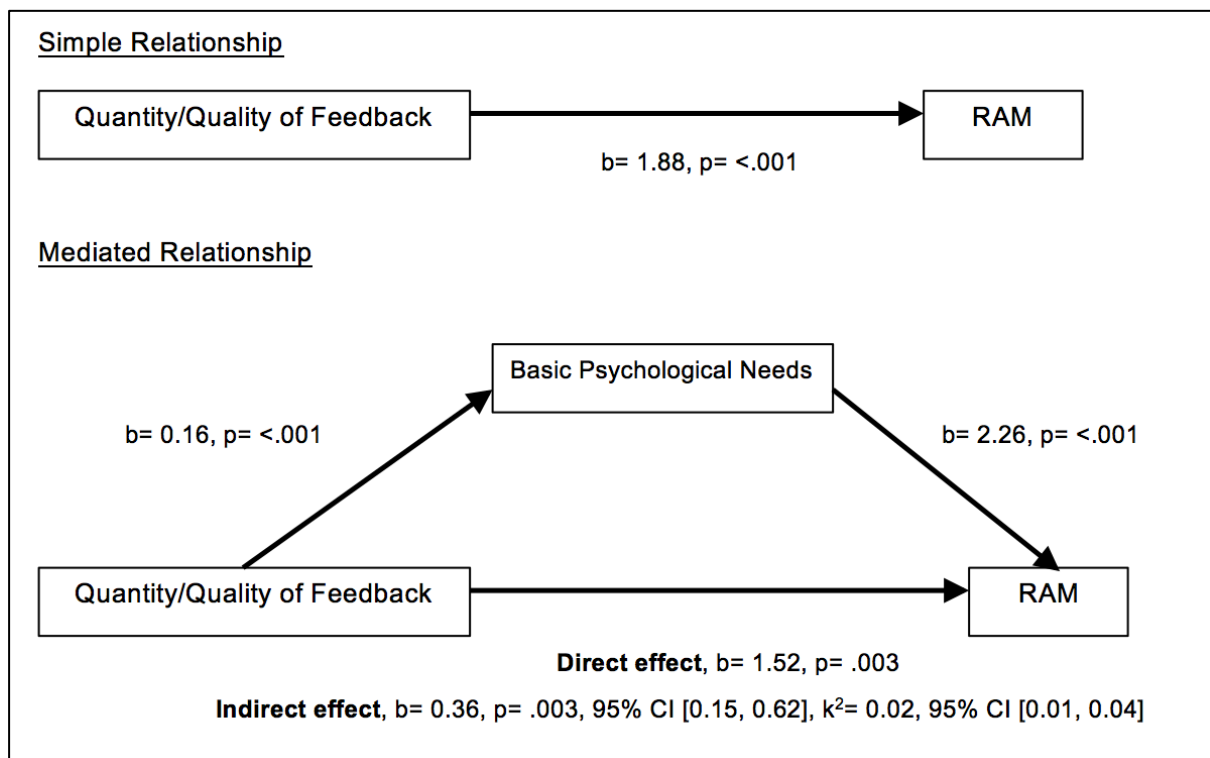 Simple Relationship
Quantity/Quality of Feedback
RAM
b= 1.88, p= <.001
Mediated Relationship
Basic Psychological Needs
b= 0.16, p= <.001
b= 2.26, p= <.001
Quantity/Quality of Feedback
RAM
Direct effect, b= 1.52, p= .003
Indirect effect, b= 0.36, p= .003, 95% CI [0.15, 0.62], k²= 0.02, 95% CI [0.01, 0.04]